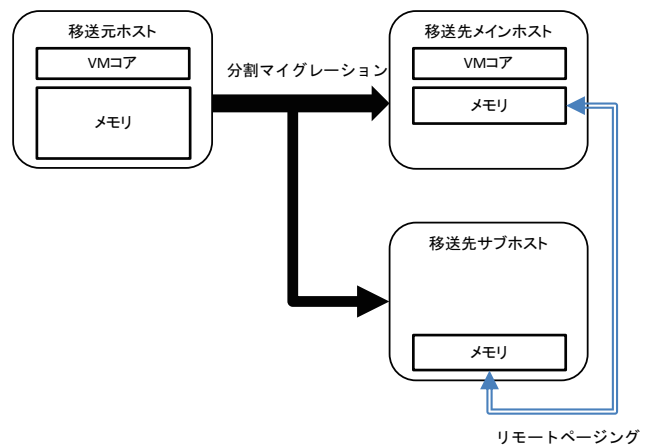 移送元ホスト
VMコア
メモリ
分割マイグレーション
移送先メインホスト
VMコア
メモリ
移送先サブホスト
メモリ
リモートページング